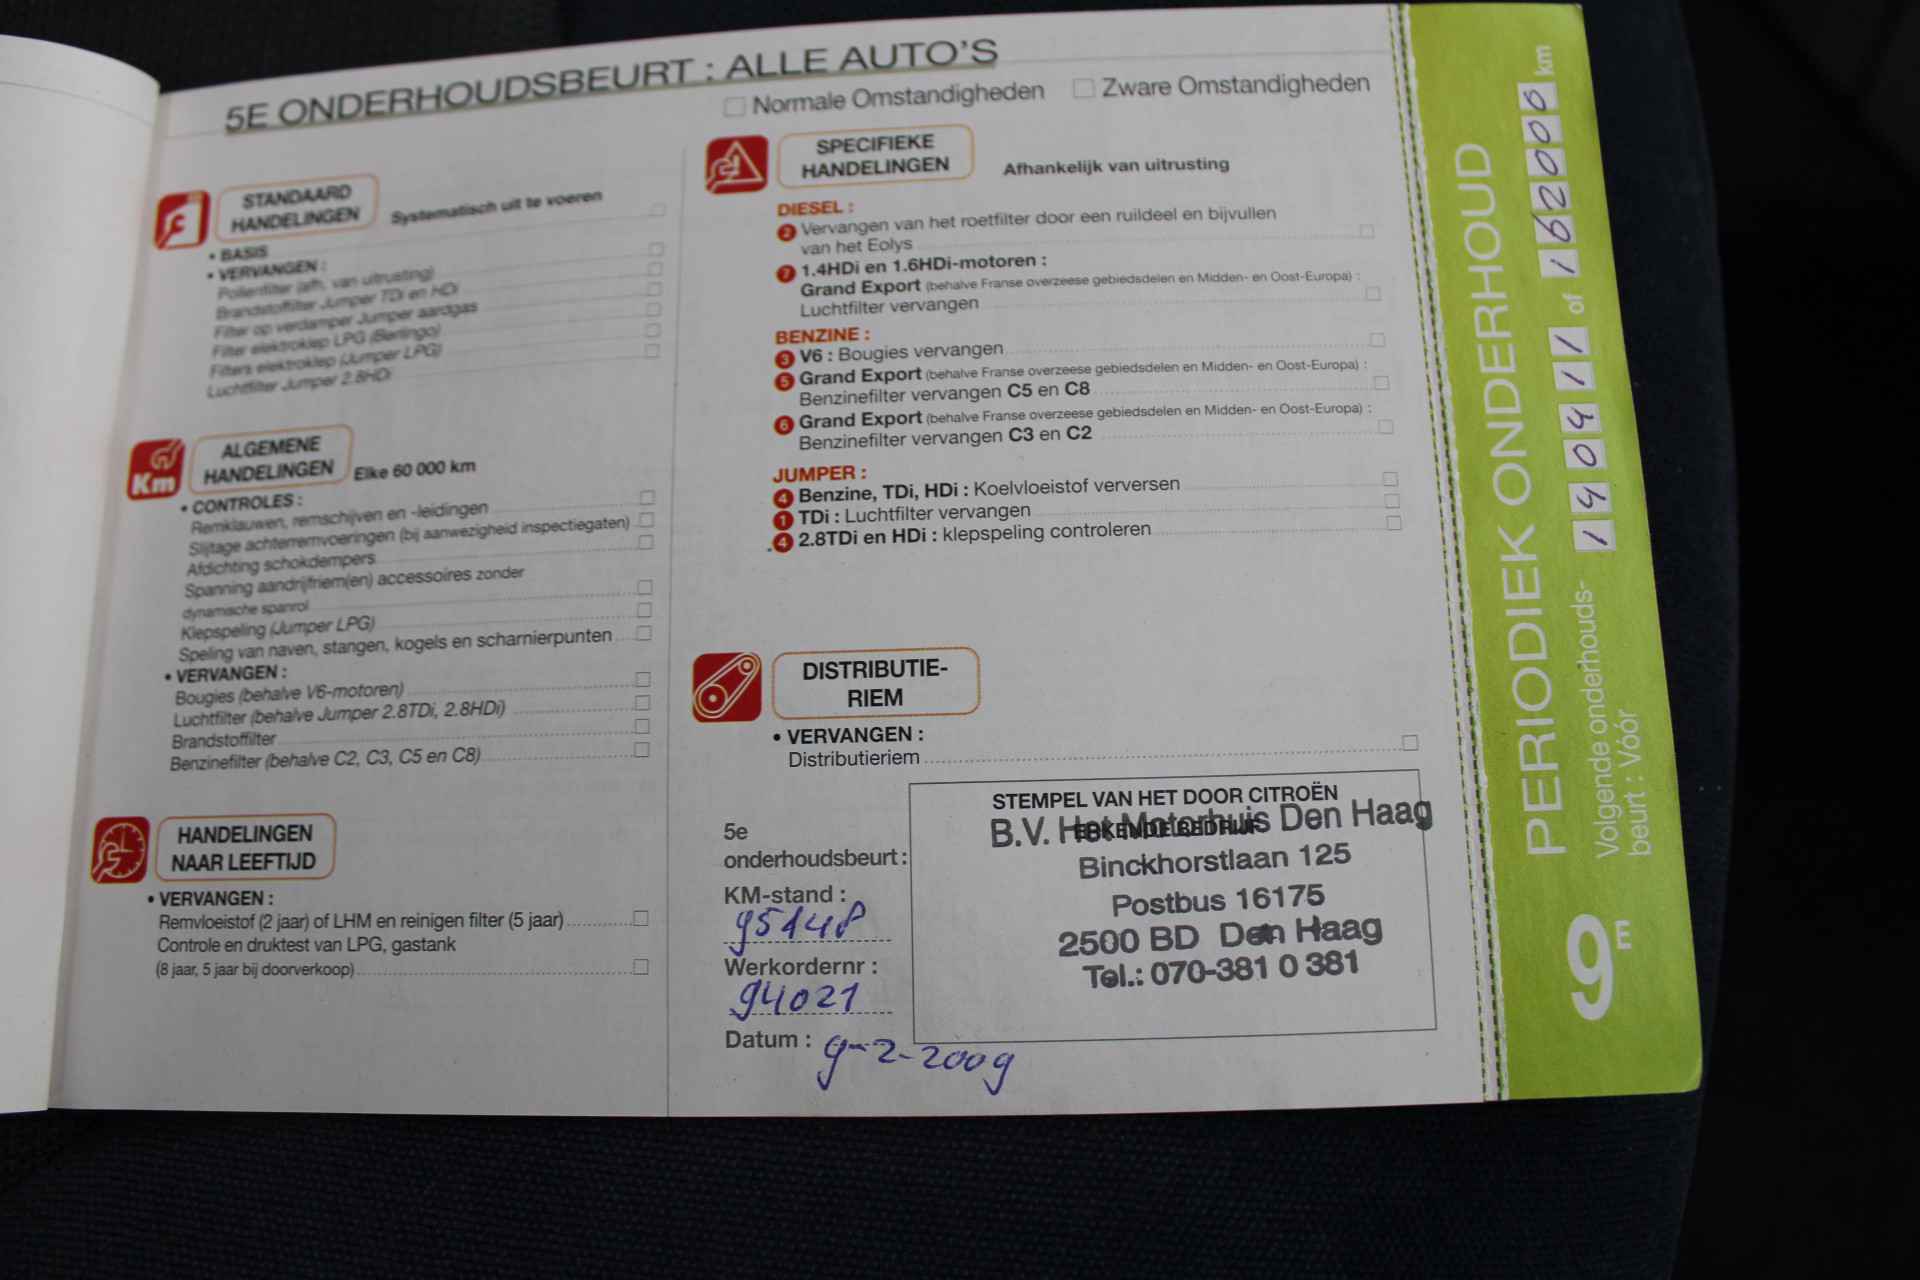 5E ONDERHOUDSBEURT : ALLE AUTO'S
Normale Omstandigheden
Zware Omstandigheden
STANDAARD
HANDELINGEN
Systematisch uit te voeren
• BASIS
• VERVANGEN :
Pollenfilter (afh. van uitrusting)
Brandstoffilter Jumper TDi en HDi
Filter op verdamper Jumper aardgas
Filter elektroklep LPG (Berlingo)
Filters elektroklep (Jumper LPG)
Luchtfilter Jumper 2.8HDi
Km
ALGEMENE
HANDELINGEN
Elke 60 000 km
• CONTROLES :
Remklauwen, remschijven en -leidingen
Slijtage achterremvoeringen (bij aanwezigheid inspectiegaten)
Afdichting schokdempers
Spanning aandrijfriem(en) accessoires zonder
dynamische spanrol
Klepspeling (Jumper LPG)
Speling van naven, stangen, kogels en scharnierpunten
• VERVANGEN :
Bougies (behalve V6-motoren)
Luchtfilter (behalve Jumper 2.8TDi, 2.8HDi)
Brandstoffilter
Benzinefilter (behalve C2, C3, C5 en C8)
HANDELINGEN
NAAR LEEFTIJD
• VERVANGEN :
Remvloeistof (2 jaar) of LHM en reinigen filter (5 jaar)
Controle en druktest van LPG, gastank
(8 jaar, 5 jaar bij doorverkoop)
SPECIFIEKE
HANDELINGEN
Afhankelijk van uitrusting
DIESEL :
2 Vervangen van het roetfilter door een ruildeel en bijvullen
van het Eolys
7 1.4HDi en 1.6HDi-motoren :
Grand Export (behalve Franse overzeese gebiedsdelen en Midden- en Oost-Europa) :
Luchtfilter vervangen
BENZINE :
3 V6 : Bougies vervangen
5 Grand Export (behalve Franse overzeese gebiedsdelen en Midden- en Oost-Europa) :
Benzinefilter vervangen C5 en C8
6 Grand Export (behalve Franse overzeese gebiedsdelen en Midden- en Oost-Europa) :
Benzinefilter vervangen C3 en C2
JUMPER :
4 Benzine, TDi, HDi : Koelvloeistof verversen
1 TDi : Luchtfilter vervangen
4 2.8TDi en HDi : klepspeling controleren
DISTRIBUTIE-
RIEM
• VERVANGEN :
Distributieriem
5e
onderhoudsbeurt :
KM-stand :
95148
Werkordernr :
94021
Datum : 9-2-2009
STEMPEL VAN HET DOOR CITROËN
ERKENDE BEDRIJF
B.V. Het Motorhuis Den Haag
Binckhorstlaan 125
Postbus 16175
2500 BD Den Haag
Tel.: 070-381 0 381
PERIODIEK ONDERHOUD
Volgende onderhouds-
beurt : Vóór
14 04 11 of 162000 km
9E